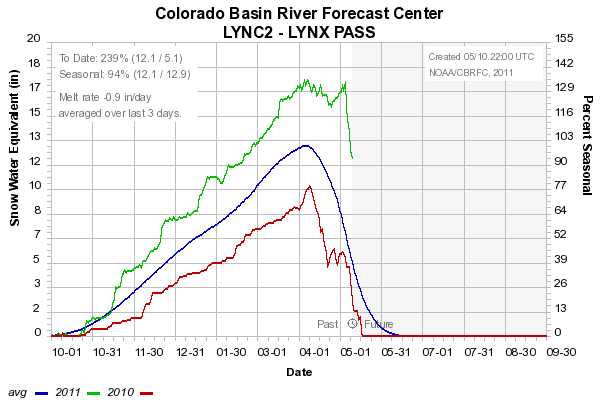 Colorado Basin River Forecast Center
LYNC2 - LYNX PASS
To Date: 239% (12.1 / 5.1)
Seasonal: 94% (12.1 / 12.9)
Melt rate -0.9 in/day
averaged over last 3 days.
Created 05/10.22:00 UTC
NOAA/CBRFC, 2011
Snow Water Equivalent (in)
20
18
17
15
13
12
10
8
7
5
3
2
0
Percent Seasonal
155
142
129
116
103
90
77
64
52
39
26
13
0
Past
Future
10-01 10-31 11-30 12-31 01-30 03-01 04-01 05-01 05-31 07-01 07-31 08-30 09-30
Date
avg 2011 2010